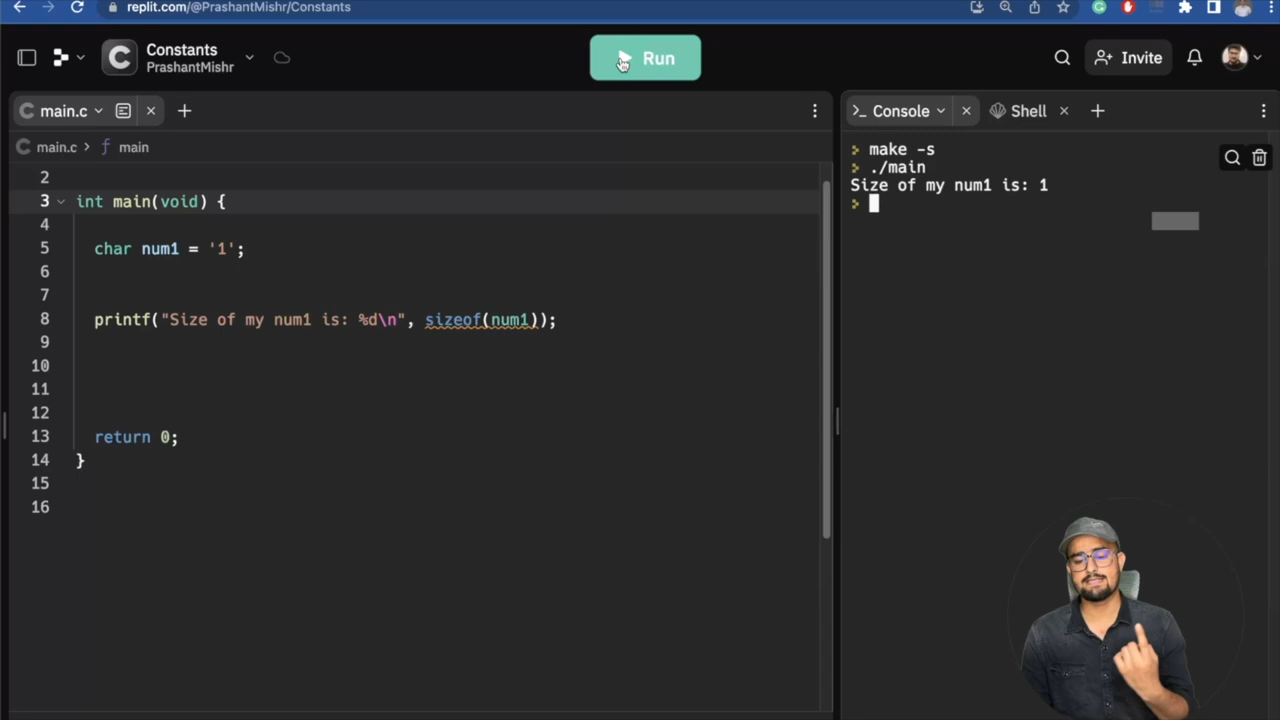 replit.com/@PrashantMishr/Constants
Constants
PrashantMishr
Run
Invite
main.c
Console
Shell
main.c > f main
2
3 int main(void) {
4
5 char num1 = '1';
6
7
8 printf("Size of my num1 is: %d\n", sizeof(num1));
9
10
11
12
13 return 0;
14 }
15
16
> make -s
> ./main
Size of my num1 is: 1
>